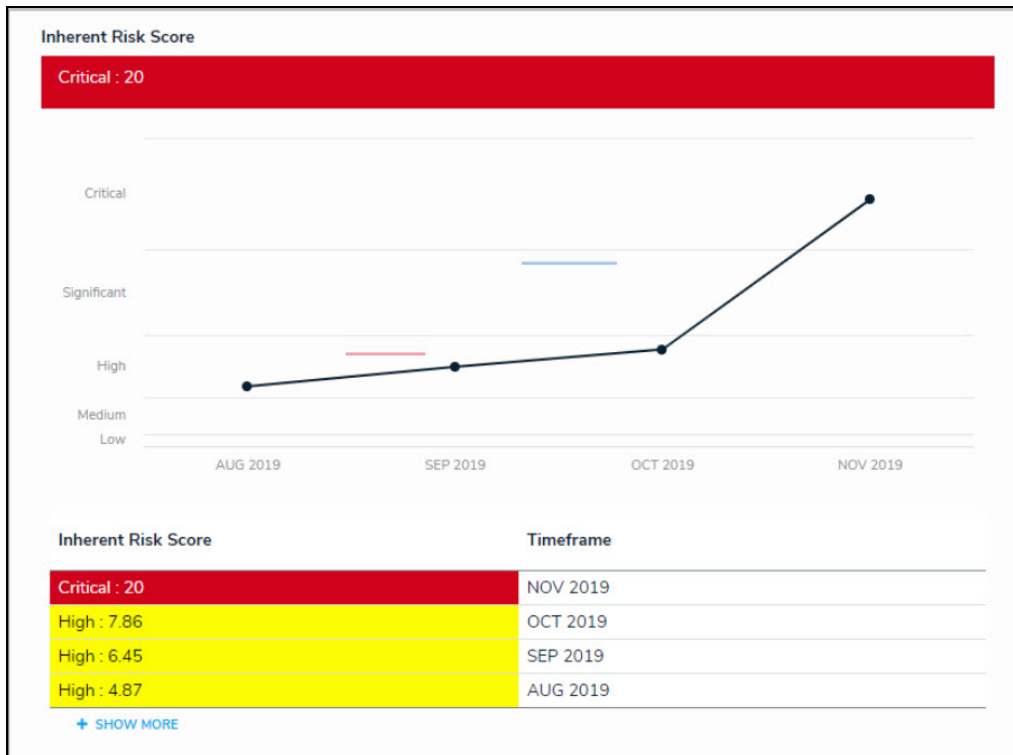 Inherent Risk Score
Critical : 20
Critical
Significant
High
Medium
Low
AUG 2019 SEP 2019 OCT 2019 NOV 2019
Inherent Risk Score Timeframe
Critical : 20 NOV 2019
High : 7.86 OCT 2019
High : 6.45 SEP 2019
High : 4.87 AUG 2019
+ SHOW MORE